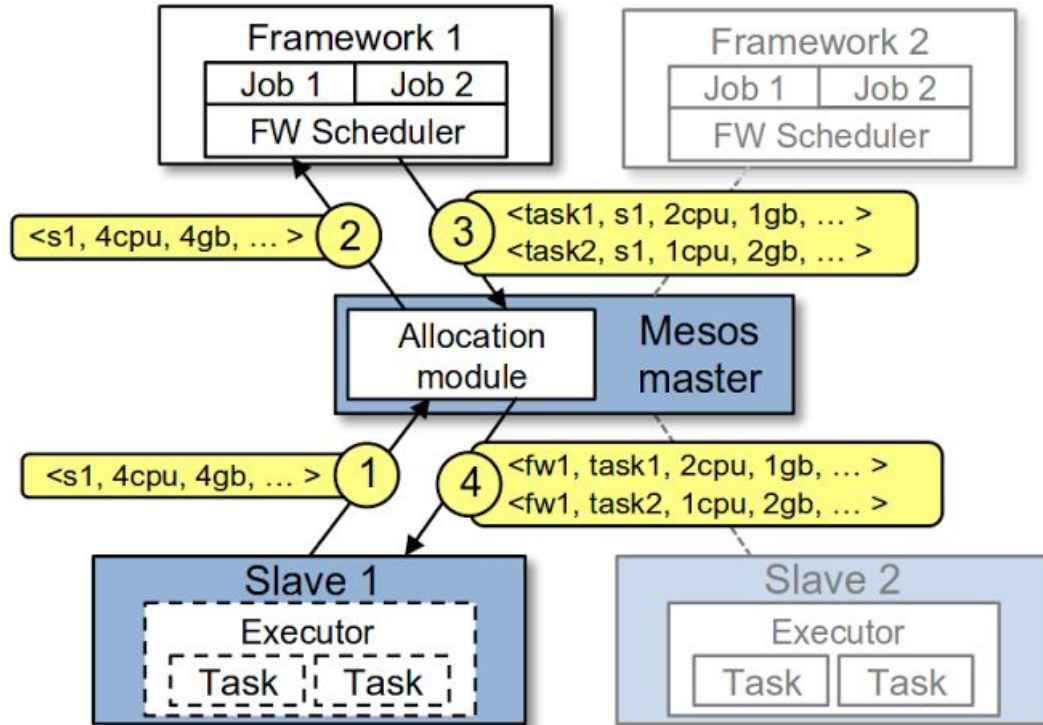 Framework 1
Job 1 Job 2
FW Scheduler
Framework 2
Job 1 Job 2
FW Scheduler
<s1, 4cpu, 4gb, … >
2
3
<task1, s1, 2cpu, 1gb, … >
<task2, s1, 1cpu, 2gb, … >
Allocation
module
Mesos
master
<s1, 4cpu, 4gb, … >
1
4
<fw1, task1, 2cpu, 1gb, … >
<fw1, task2, 1cpu, 2gb, … >
Slave 1
Executor
Task Task
Slave 2
Executor
Task Task